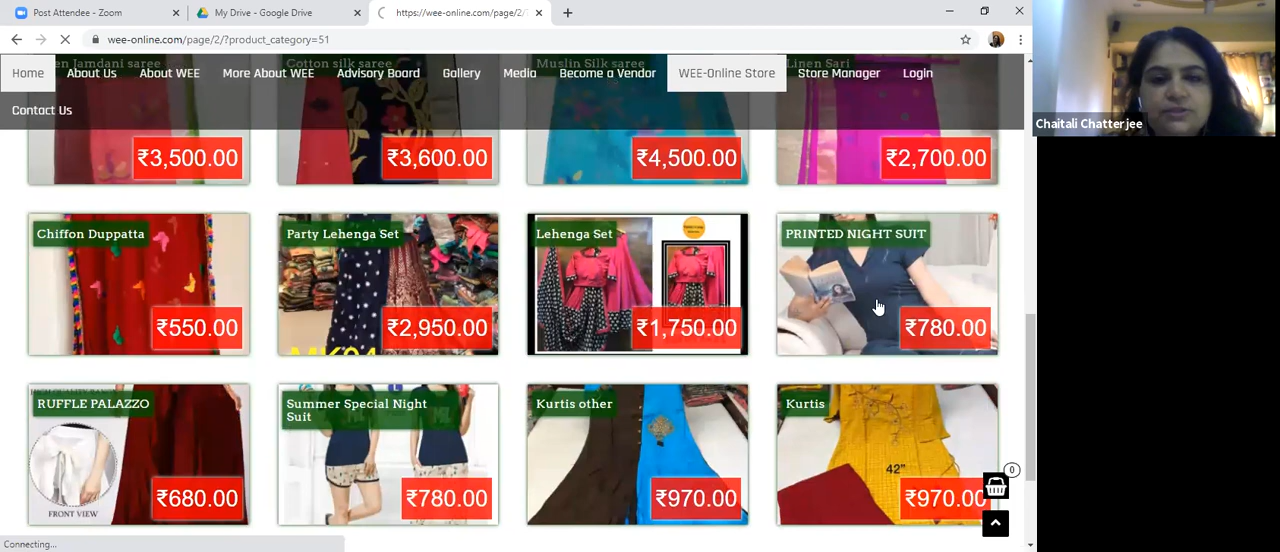 Post Attendee - Zoom
My Drive - Google Drive
https://wee-online.com/page/2/?
wee-online.com/page/2/?product_category=51
Jamdani saree
Cotton silk saree
Muslin Silk saree
Linen Sari
Home
About Us
About WEE
More About WEE
Advisory Board
Gallery
Media
Become a Vendor
WEE-Online Store
Store Manager
Login
Contact Us
Chaitali Chatterjee
₹3,500.00
₹3,600.00
₹4,500.00
₹2,700.00
Chiffon Duppatta
Party Lehenga Set
Lehenga Set
PRINTED NIGHT SUIT
₹550.00
₹2,950.00
₹1,750.00
₹780.00
RUFFLE PALAZZO
Summer Special Night
Suit
Kurtis other
Kurtis
42"
₹680.00
₹780.00
₹970.00
₹970.00
FRONT VIEW
0
Connecting...